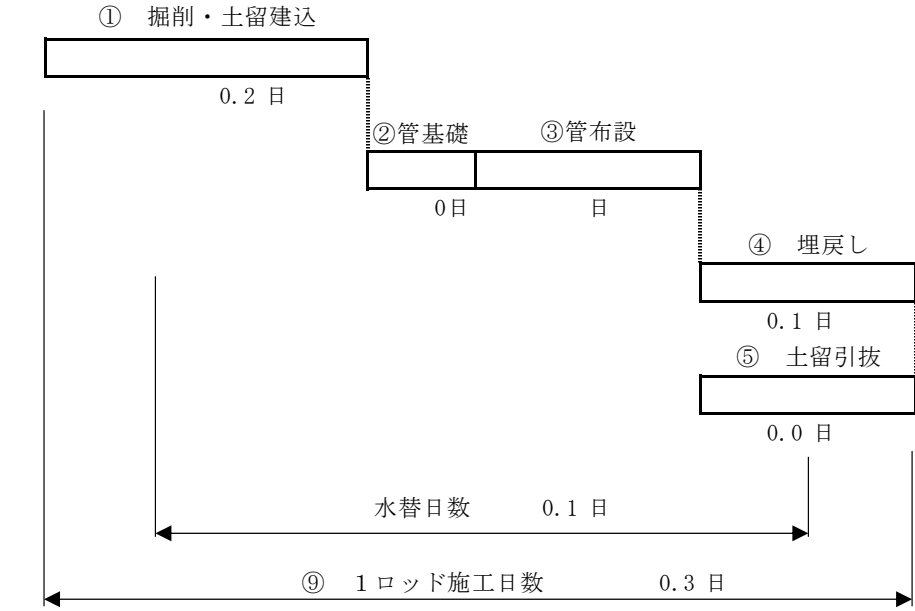 ① 掘削・土留建込
0.2 日
②管基礎 ③管布設
0日 日
④ 埋戻し
0.1 日
⑤ 土留引抜
0.0 日
水替日数 0.1 日
⑨ 1ロッド施工日数 0.3 日